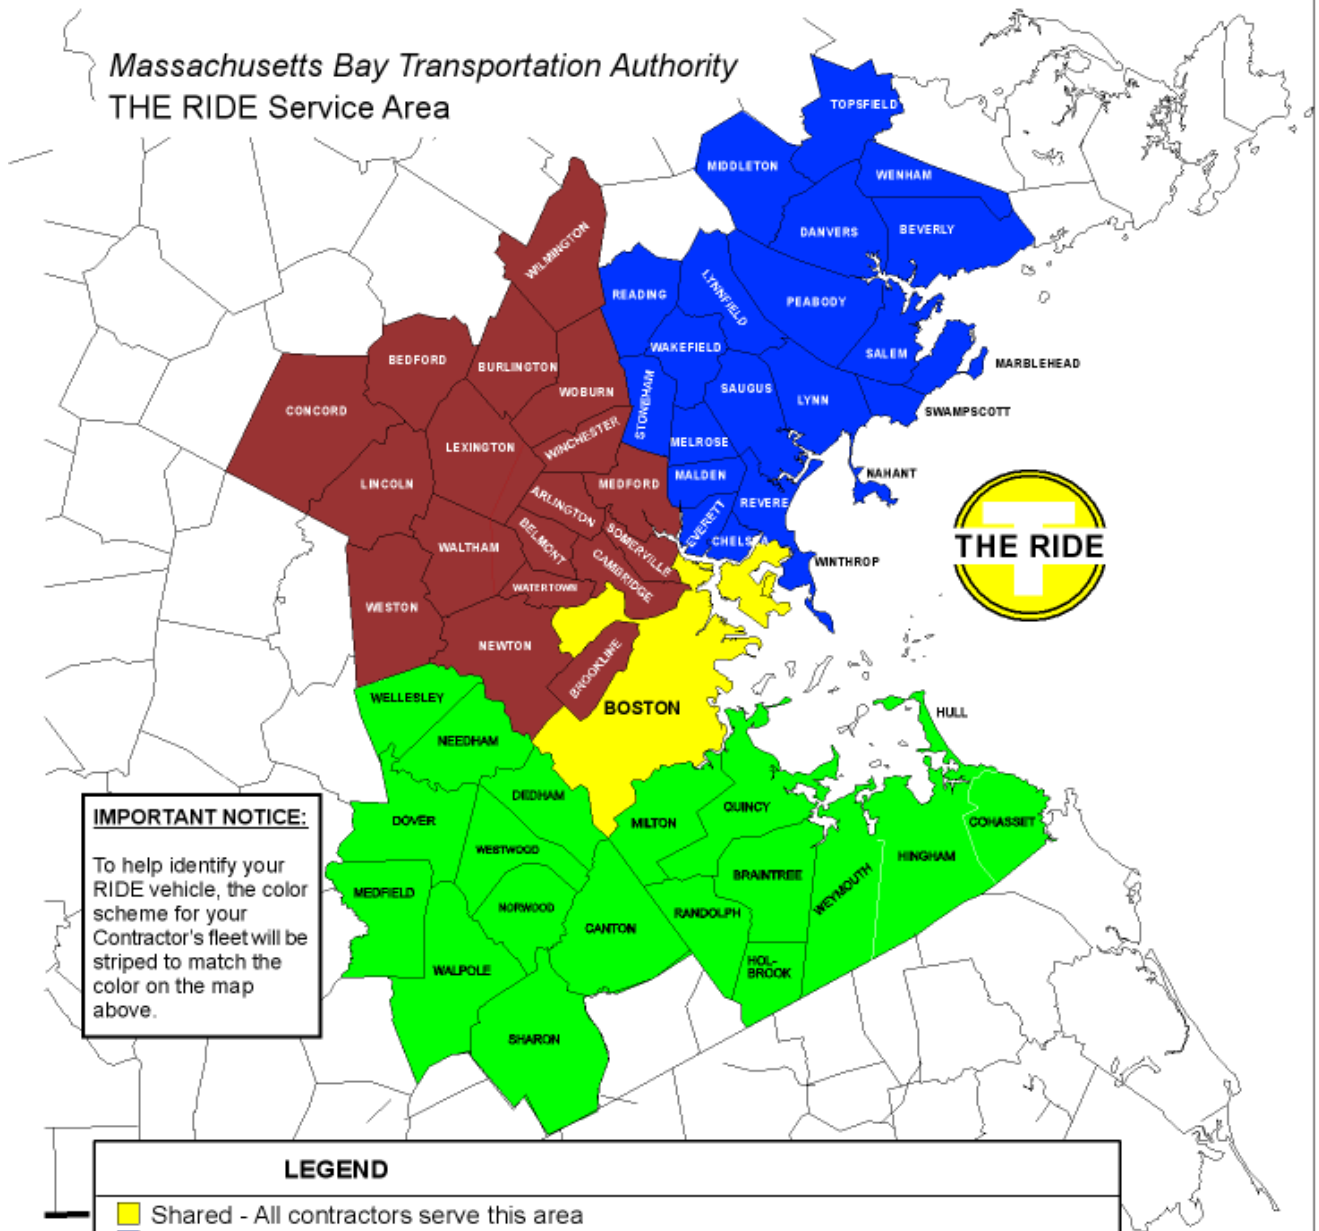 Massachusetts Bay Transportation Authority
THE RIDE Service Area
TOPSFIELD
MIDDLETON
WENHAM
DANVERS
BEVERLY
WILMINGTON
READING
LYNNFIELD
PEABODY
WAKEFIELD
SALEM
MARBLEHEAD
BEDFORD
BURLINGTON
WOBURN
STONEHAM
SAUGUS
LYNN
SWAMPSCOTT
CONCORD
LEXINGTON
WINCHESTER
MELROSE
LINCOLN
MEDFORD
MALDEN
NAHANT
ARLINGTON
REVERE
EVERETT
BELMONT
SOMERVILLE
CHELSEA
WALTHAM
CAMBRIDGE
WINTHROP
THE RIDE
WATERTOWN
WESTON
NEWTON
BROOKLINE
BOSTON
WELLESLEY
HULL
NEEDHAM
DEDHAM
QUINCY
DOVER
MILTON
COHASSET
WESTWOOD
HINGHAM
BRAINTREE
WEYMOUTH
MEDFIELD
NORWOOD
RANDOLPH
CANTON
WALPOLE
HOL-
BROOK
SHARON
IMPORTANT NOTICE:
To help identify your
RIDE vehicle, the color
scheme for your
Contractor's fleet will be
striped to match the
color on the map
above.
LEGEND
Shared - All contractors serve this area